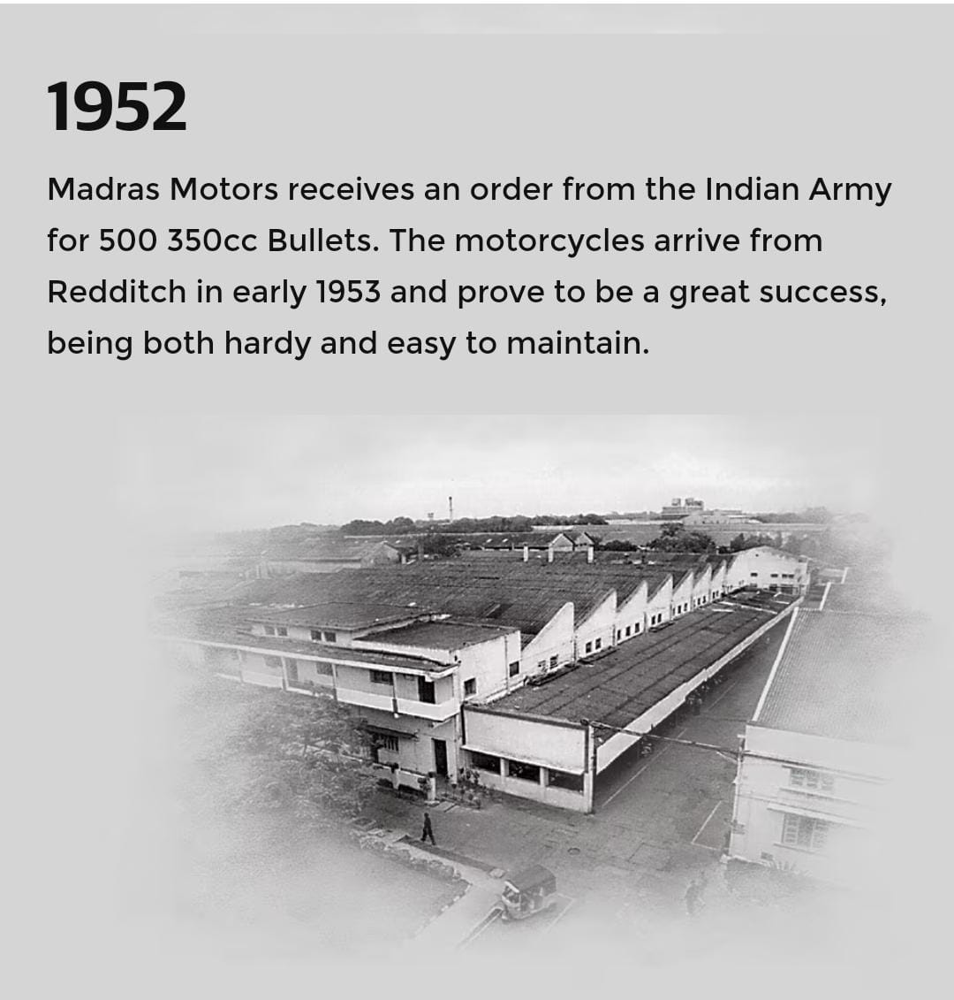 1952
Madras Motors receives an order from the Indian Army
for 500 350cc Bullets. The motorcycles arrive from
Redditch in early 1953 and prove to be a great success,
being both hardy and easy to maintain.